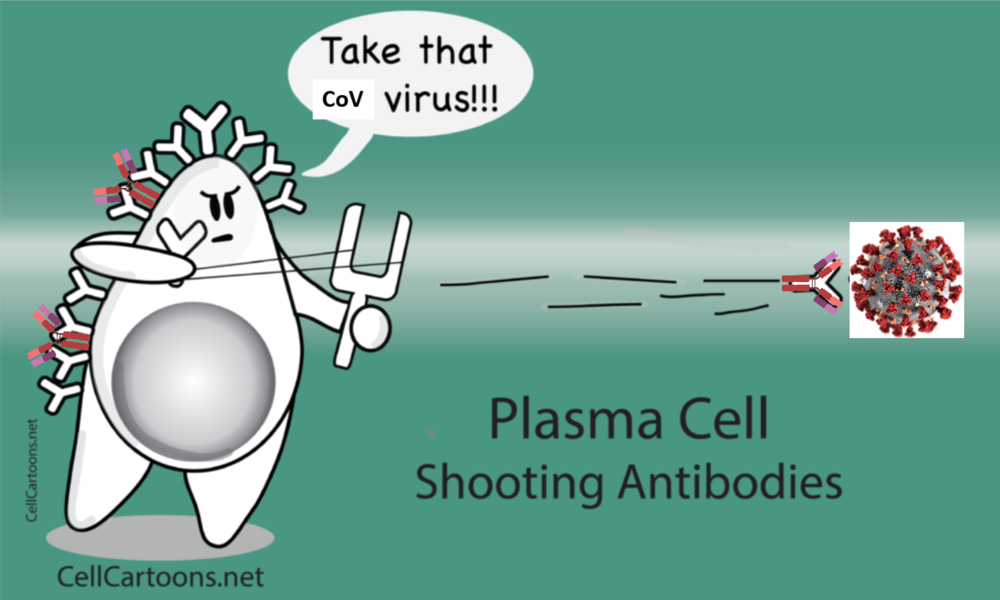 Take that
CoV virus!!!
Plasma Cell
Shooting Antibodies
CellCartoons.net
CellCartoons.net